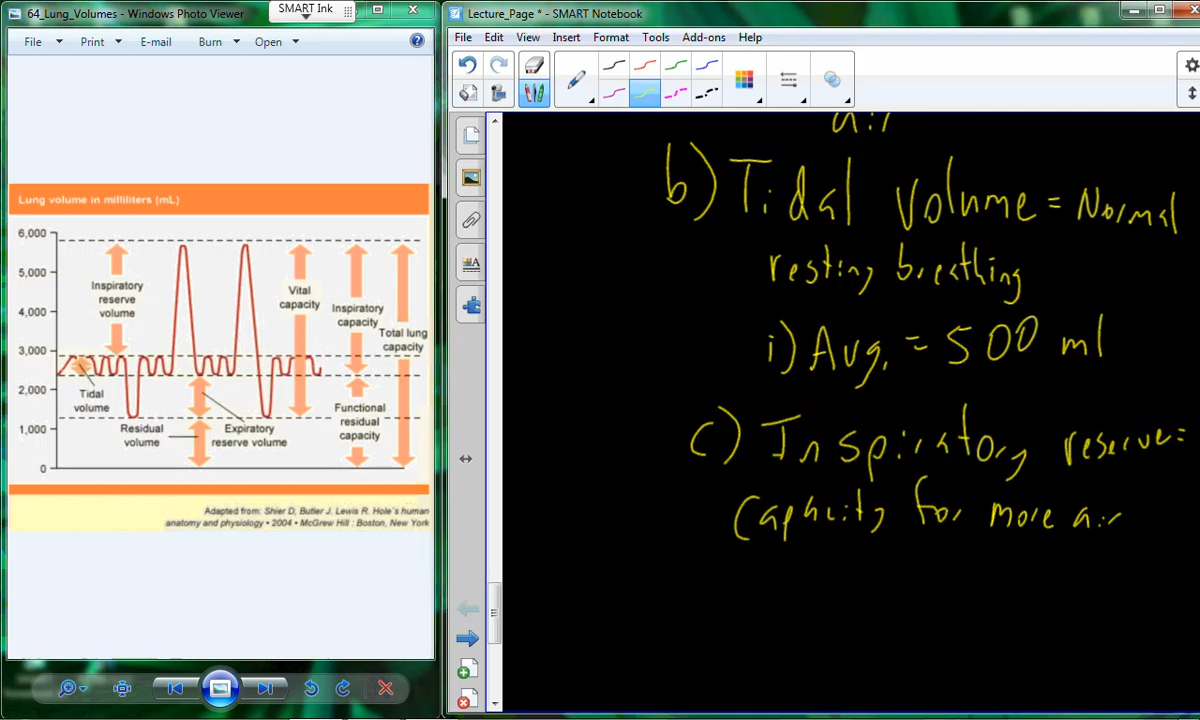 64_Lung_Volumes - Windows Photo Viewer
SMART Ink
File Print E-mail Burn Open
Lung volume in milliliters (mL)
6,000
5,000
4,000
3,000
2,000
1,000
0
Inspiratory
reserve
volume
Tidal
volume
Residual
volume
Expiratory
reserve volume
Vital
capacity
Inspiratory
capacity
Functional
residual
capacity
Total lung
capacity
Adapted from: Shier D, Butler J. Lewis R. Hole's human
anatomy and physiology • 2004 • McGrew Hill : Boston, New York
Lecture_Page * - SMART Notebook
File Edit View Insert Format Tools Add-ons Help
air
b) Tidal Volume = Normal
resting breathing
i) Avg. = 500 ml
c) Inspiratory reserve=
Capacity for more air